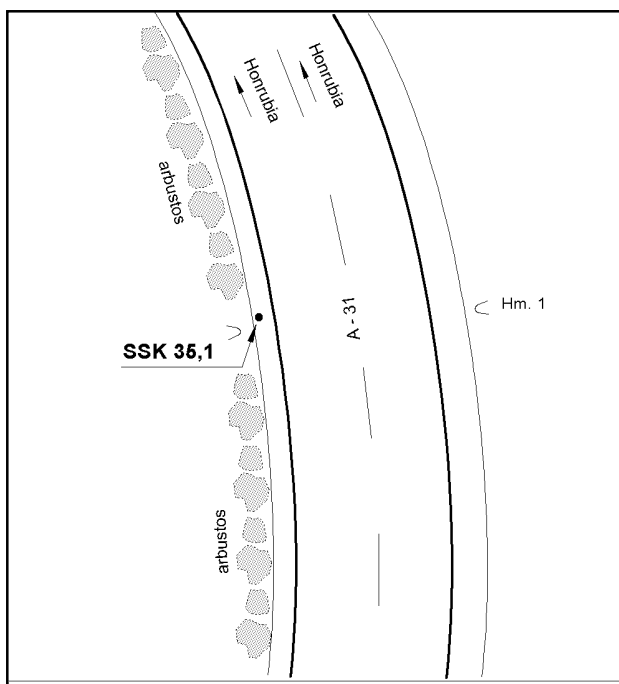 Honrubia
Honrubia
arbustos
A - 31
Hm. 1
SSK 35,1
arbustos